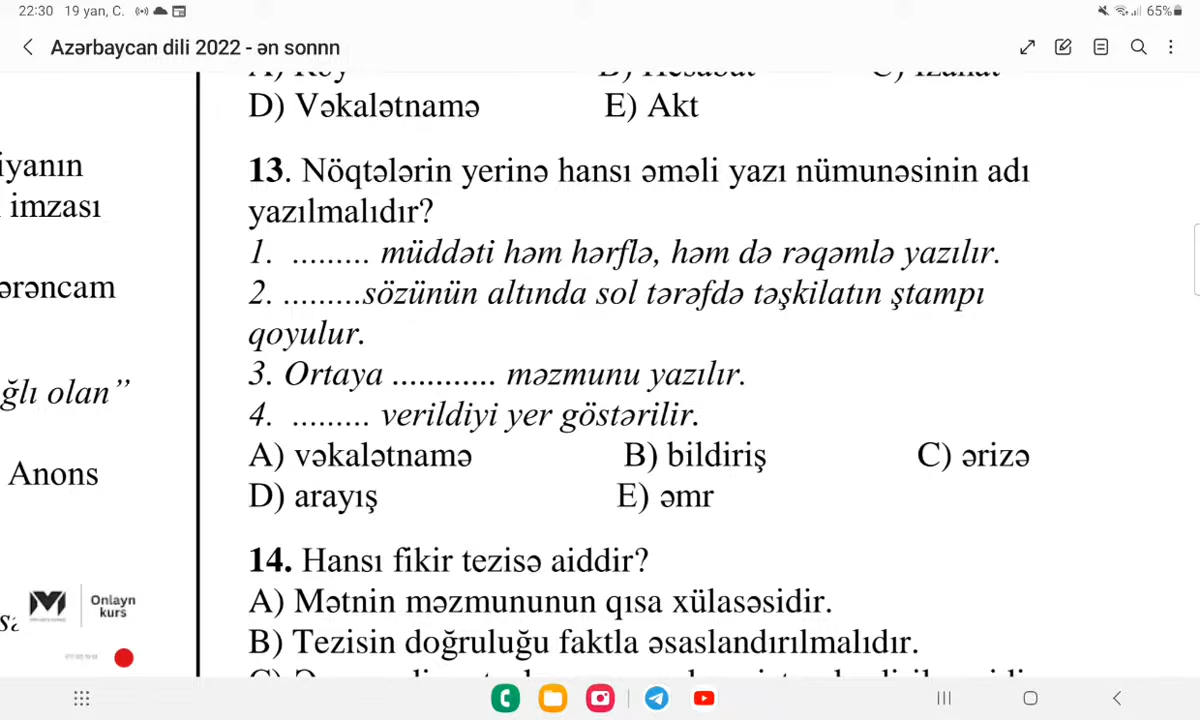 22:30 19 yan, C. 65%
Azərbaycan dili 2022 - ən sonnn
D) Vəkalətnamə E) Akt
iyanın
imzası
ərəncam
ğlı olan”
Anons
Onlayn
kurs
13. Nöqtələrin yerinə hansı əməli yazı nümunəsinin adı
yazılmalıdır?
1. ......... müddəti həm hərflə, həm də rəqəmlə yazılır.
2. .........sözünün altında sol tərəfdə təşkilatın ştampı
qoyulur.
3. Ortaya ............ məzmunu yazılır.
4. ......... verildiyi yer göstərilir.
A) vəkalətnamə B) bildiriş C) ərizə
D) arayış E) əmr
14. Hansı fikir tezisə aiddir?
A) Mətnin məzmununun qısa xülasəsidir.
B) Tezisin doğruluğu faktla əsaslandırılmalıdır.